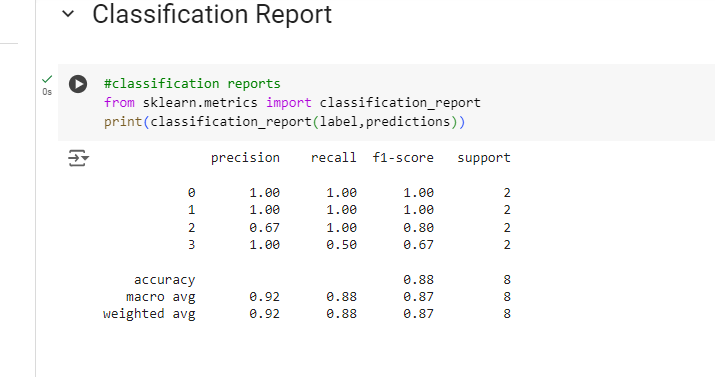 Classification Report
0s
#classification reports
from sklearn.metrics import classification_report
print(classification_report(label,predictions))
precision recall f1-score support
0 1.00 1.00 1.00 2
1 1.00 1.00 1.00 2
2 0.67 1.00 0.80 2
3 1.00 0.50 0.67 2
accuracy 0.88 8
macro avg 0.92 0.88 0.87 8
weighted avg 0.92 0.88 0.87 8